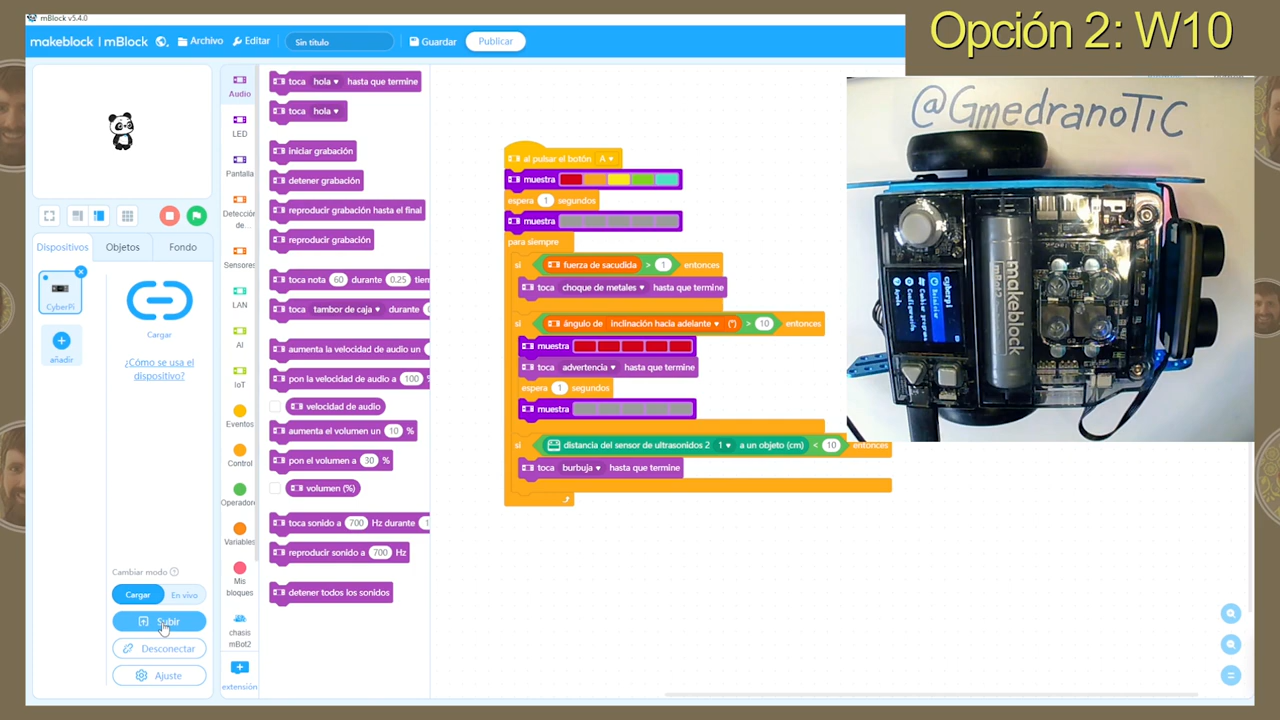 Opción 2: W10
mBlock v5.4.0
makeblock | mBlock
Archivo
Editar
Sin título
Guardar
Publicar
@GmedranoTIC
makeblock
mBot2
cyberpi
Dispositivos
Objetos
Fondo
CyberPi
añadir
Cargar
¿Cómo se usa el
dispositivo?
Cambiar modo
Cargar
En vivo
Subir
Desconectar
Ajuste
Audio
LED
Pantalla
Detección
de...
Sensores
LAN
AI
IoT
Eventos
Control
Operador
Variables
Mis
bloques
chasis
mBot2
extensión
toca hola hasta que termine
toca hola
iniciar grabación
detener grabación
reproducir grabación hasta el final
reproducir grabación
toca nota 60 durante 0.25
toca tambor de caja durante
aumenta la velocidad de audio un
pon la velocidad de audio a 100
velocidad de audio
aumenta el volumen un 10 %
pon el volumen a 30 %
volumen (%)
toca sonido a 700 Hz durante 1
reproducir sonido a 700 Hz
detener todos los sonidos
al pulsar el botón A
muestra
espera 1 segundos
muestra
para siempre
si fuerza de sacudida > 1 entonces
toca choque de metales hasta que termine
si ángulo de inclinación hacia adelante (°) > 10 entonces
muestra
toca advertencia hasta que termine
espera 1 segundos
muestra
si distancia del sensor de ultrasonidos 2 1 a un objeto (cm) < 10 entonces
toca burbuja hasta que termine